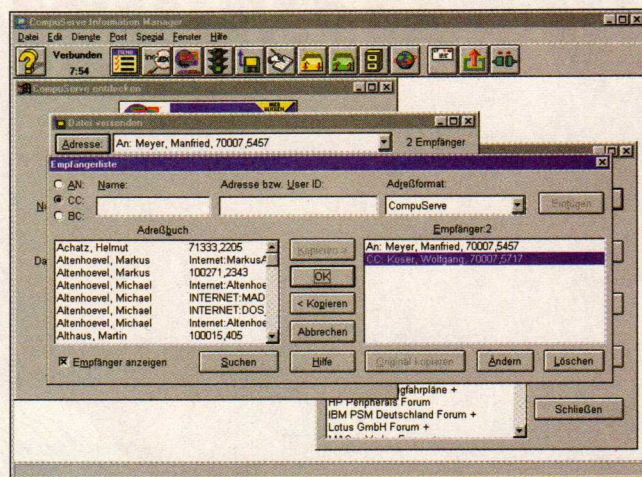 CompuServe Information Manager
Datei Edit Dienste Post Spezial Fenster Hilfe
Verbunden
7:54
CompuServe entdecken
Datei versenden
Adresse: An: Meyer, Manfried, 70007,5457 2 Empfänger
Empfängerliste
AN: Name: Adresse bzw. User ID: Adreßformat:
CC: CompuServe Einfügen
BC:
Adreßbuch Empfänger:2
Achatz, Helmut 71333,2205
Altenhoevel, Markus Internet:MarkusA
Altenhoevel, Markus 100271,2343
Altenhoevel, Michael Internet:Altenhoe
Altenhoevel, Michael INTERNET:MAD
Altenhoevel, Michael INTERNET:DOS
Altenhoevel, Michael Internet:Altenhoe
Althaus, Martin 100015,405
Kopieren >
OK
< Kopieren
Abbrechen
An: Meyer, Manfried, 70007,5457
CC: Koser, Wolfgang, 70007,5717
Empfänger anzeigen Suchen Hilfe Original kopieren Ändern Löschen
gfahrpläne +
HP Peripherals Forum
IBM PSM Deutschland Forum +
Lotus GmbH Forum +
Schließen